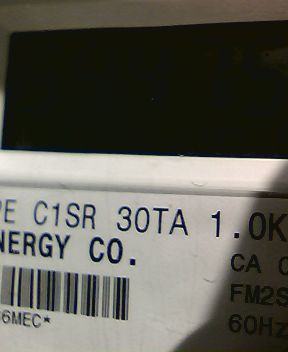 PE C1SR 30TA 1.0K
NERGY CO.
CA
FM2S
6MEC*
60Hz